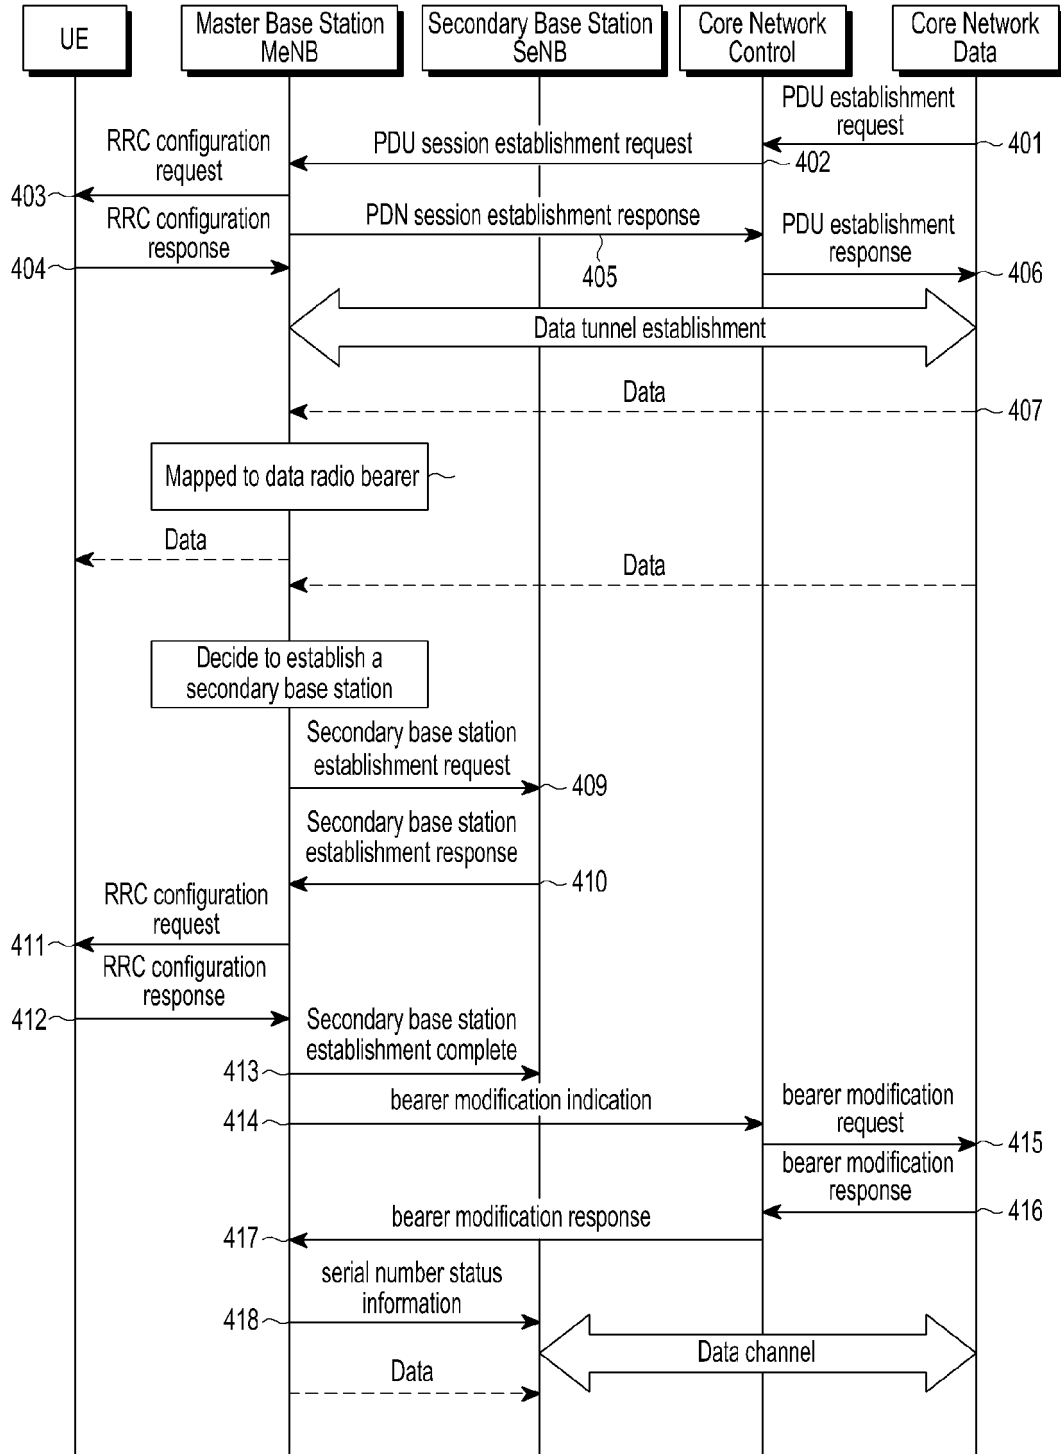 UE
Master Base Station
MeNB
Secondary Base Station
SeNB
Core Network
Control
Core Network
Data
PDU establishment
request
401
PDU session establishment request
402
RRC configuration
request
403
RRC configuration
response
404
PDN session establishment response
405
PDU establishment
response
406
Data tunnel establishment
Data
407
Mapped to data radio bearer
Data
Data
Decide to establish a
secondary base station
Secondary base station
establishment request
409
Secondary base station
establishment response
410
RRC configuration
request
411
RRC configuration
response
412
Secondary base station
establishment complete
413
bearer modification indication
414
bearer modification
request
415
bearer modification
response
416
bearer modification response
417
serial number status
information
418
Data channel
Data